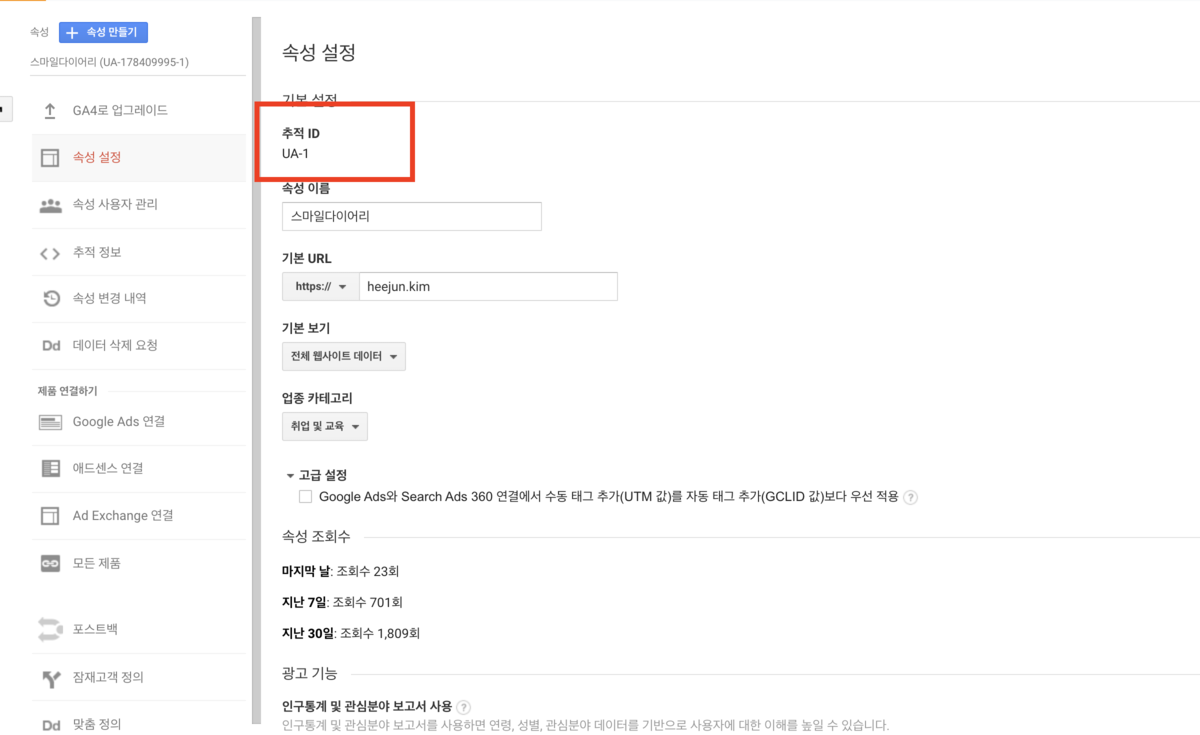 속성
속성 만들기
스마일다이어리 (UA-178409995-1)
GA4로 업그레이드
속성 설정
속성 사용자 관리
추적 정보
속성 변경 내역
Dd 데이터 삭제 요청
제품 연결하기
Google Ads 연결
애드센스 연결
Ad Exchange 연결
모든 제품
포스트백
잠재고객 정의
Dd 맞춤 정의
속성 설정
기본 설정
추적 ID
UA-1
속성 이름
스마일다이어리
기본 URL
https:// heejun.kim
기본 보기
전체 웹사이트 데이터
업종 카테고리
취업 및 교육
고급 설정
Google Ads와 Search Ads 360 연결에서 수동 태그 추가(UTM 값)를 자동 태그 추가(GCLID 값)보다 우선 적용 ?
속성 조회수
마지막 날: 조회수 23회
지난 7일: 조회수 701회
지난 30일: 조회수 1,809회
광고 기능
인구통계 및 관심분야 보고서 사용 ?
인구통계 및 관심분야 보고서를 사용하면 연령, 성별, 관심분야 데이터를 기반으로 사용자에 대한 이해를 높일 수 있습니다.